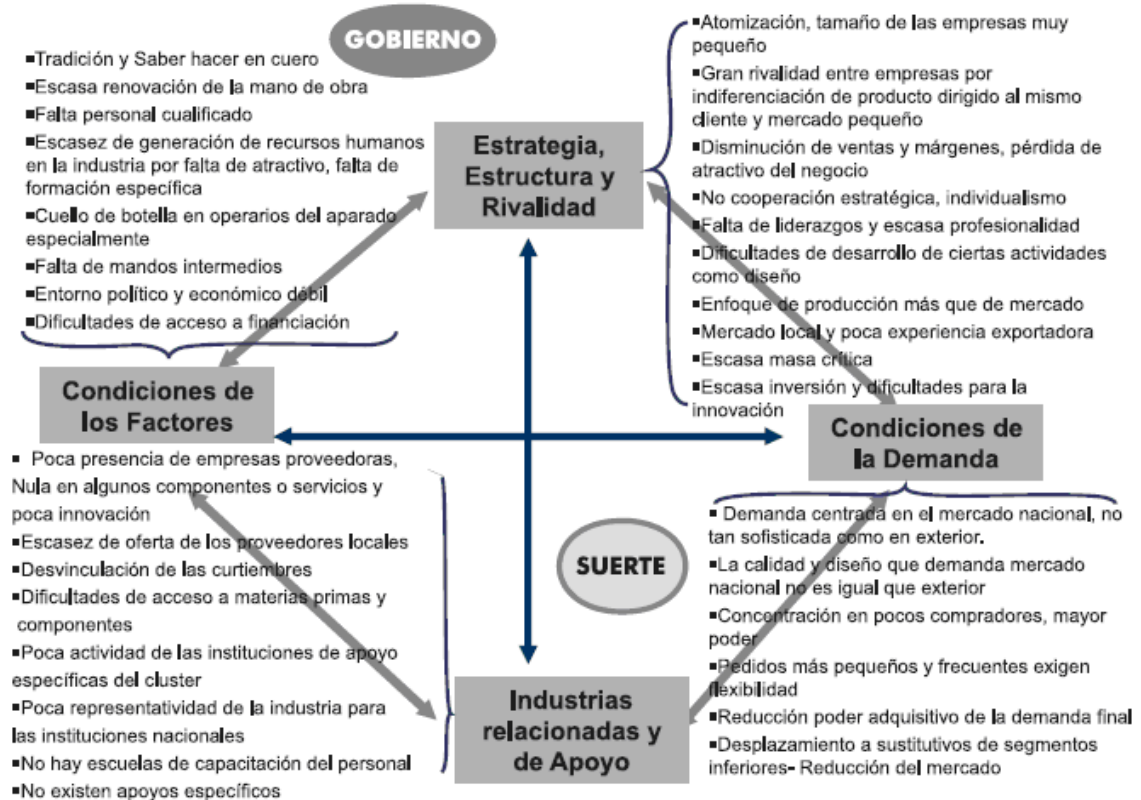 GOBIERNO
▪Tradición y Saber hacer en cuero
▪Escasa renovación de la mano de obra
▪Falta personal cualificado
▪Escasez de generación de recursos humanos
en la industria por falta de atractivo, falta de
formación específica
▪Cuello de botella en operarios del aparado
especialmente
▪Falta de mandos intermedios
▪Entorno político y económico débil
▪Dificultades de acceso a financiación
Estrategia,
Estructura y
Rivalidad
▪Atomización, tamaño de las empresas muy
pequeño
▪Gran rivalidad entre empresas por
indiferenciación de producto dirigido al mismo
cliente y mercado pequeño
▪Disminución de ventas y márgenes, pérdida de
atractivo del negocio
▪No cooperación estratégica, individualismo
▪Falta de liderazgos y escasa profesionalidad
▪Dificultades de desarrollo de ciertas actividades
como diseño
▪Enfoque de producción más que de mercado
▪Mercado local y poca experiencia exportadora
▪Escasa masa crítica
▪Escasa inversión y dificultades para la
innovación
Condiciones de
los Factores
Condiciones de
la Demanda
▪ Poca presencia de empresas proveedoras,
Nula en algunos componentes o servicios y
poca innovación
▪Escasez de oferta de los proveedores locales
▪Desvinculación de las curtiembres
▪Dificultades de acceso a materias primas y
componentes
▪Poca actividad de las instituciones de apoyo
específicas del cluster
▪Poca representatividad de la industria para
las instituciones nacionales
▪No hay escuelas de capacitación del personal
▪No existen apoyos específicos
SUERTE
Industrias
relacionadas y
de Apoyo
▪ Demanda centrada en el mercado nacional, no
tan sofisticada como en exterior.
▪La calidad y diseño que demanda mercado
nacional no es igual que exterior
▪Concentración en pocos compradores, mayor
poder
▪Pedidos más pequeños y frecuentes exigen
flexibilidad
▪Reducción poder adquisitivo de la demanda final
▪Desplazamiento a sustitutivos de segmentos
inferiores- Reducción del mercado